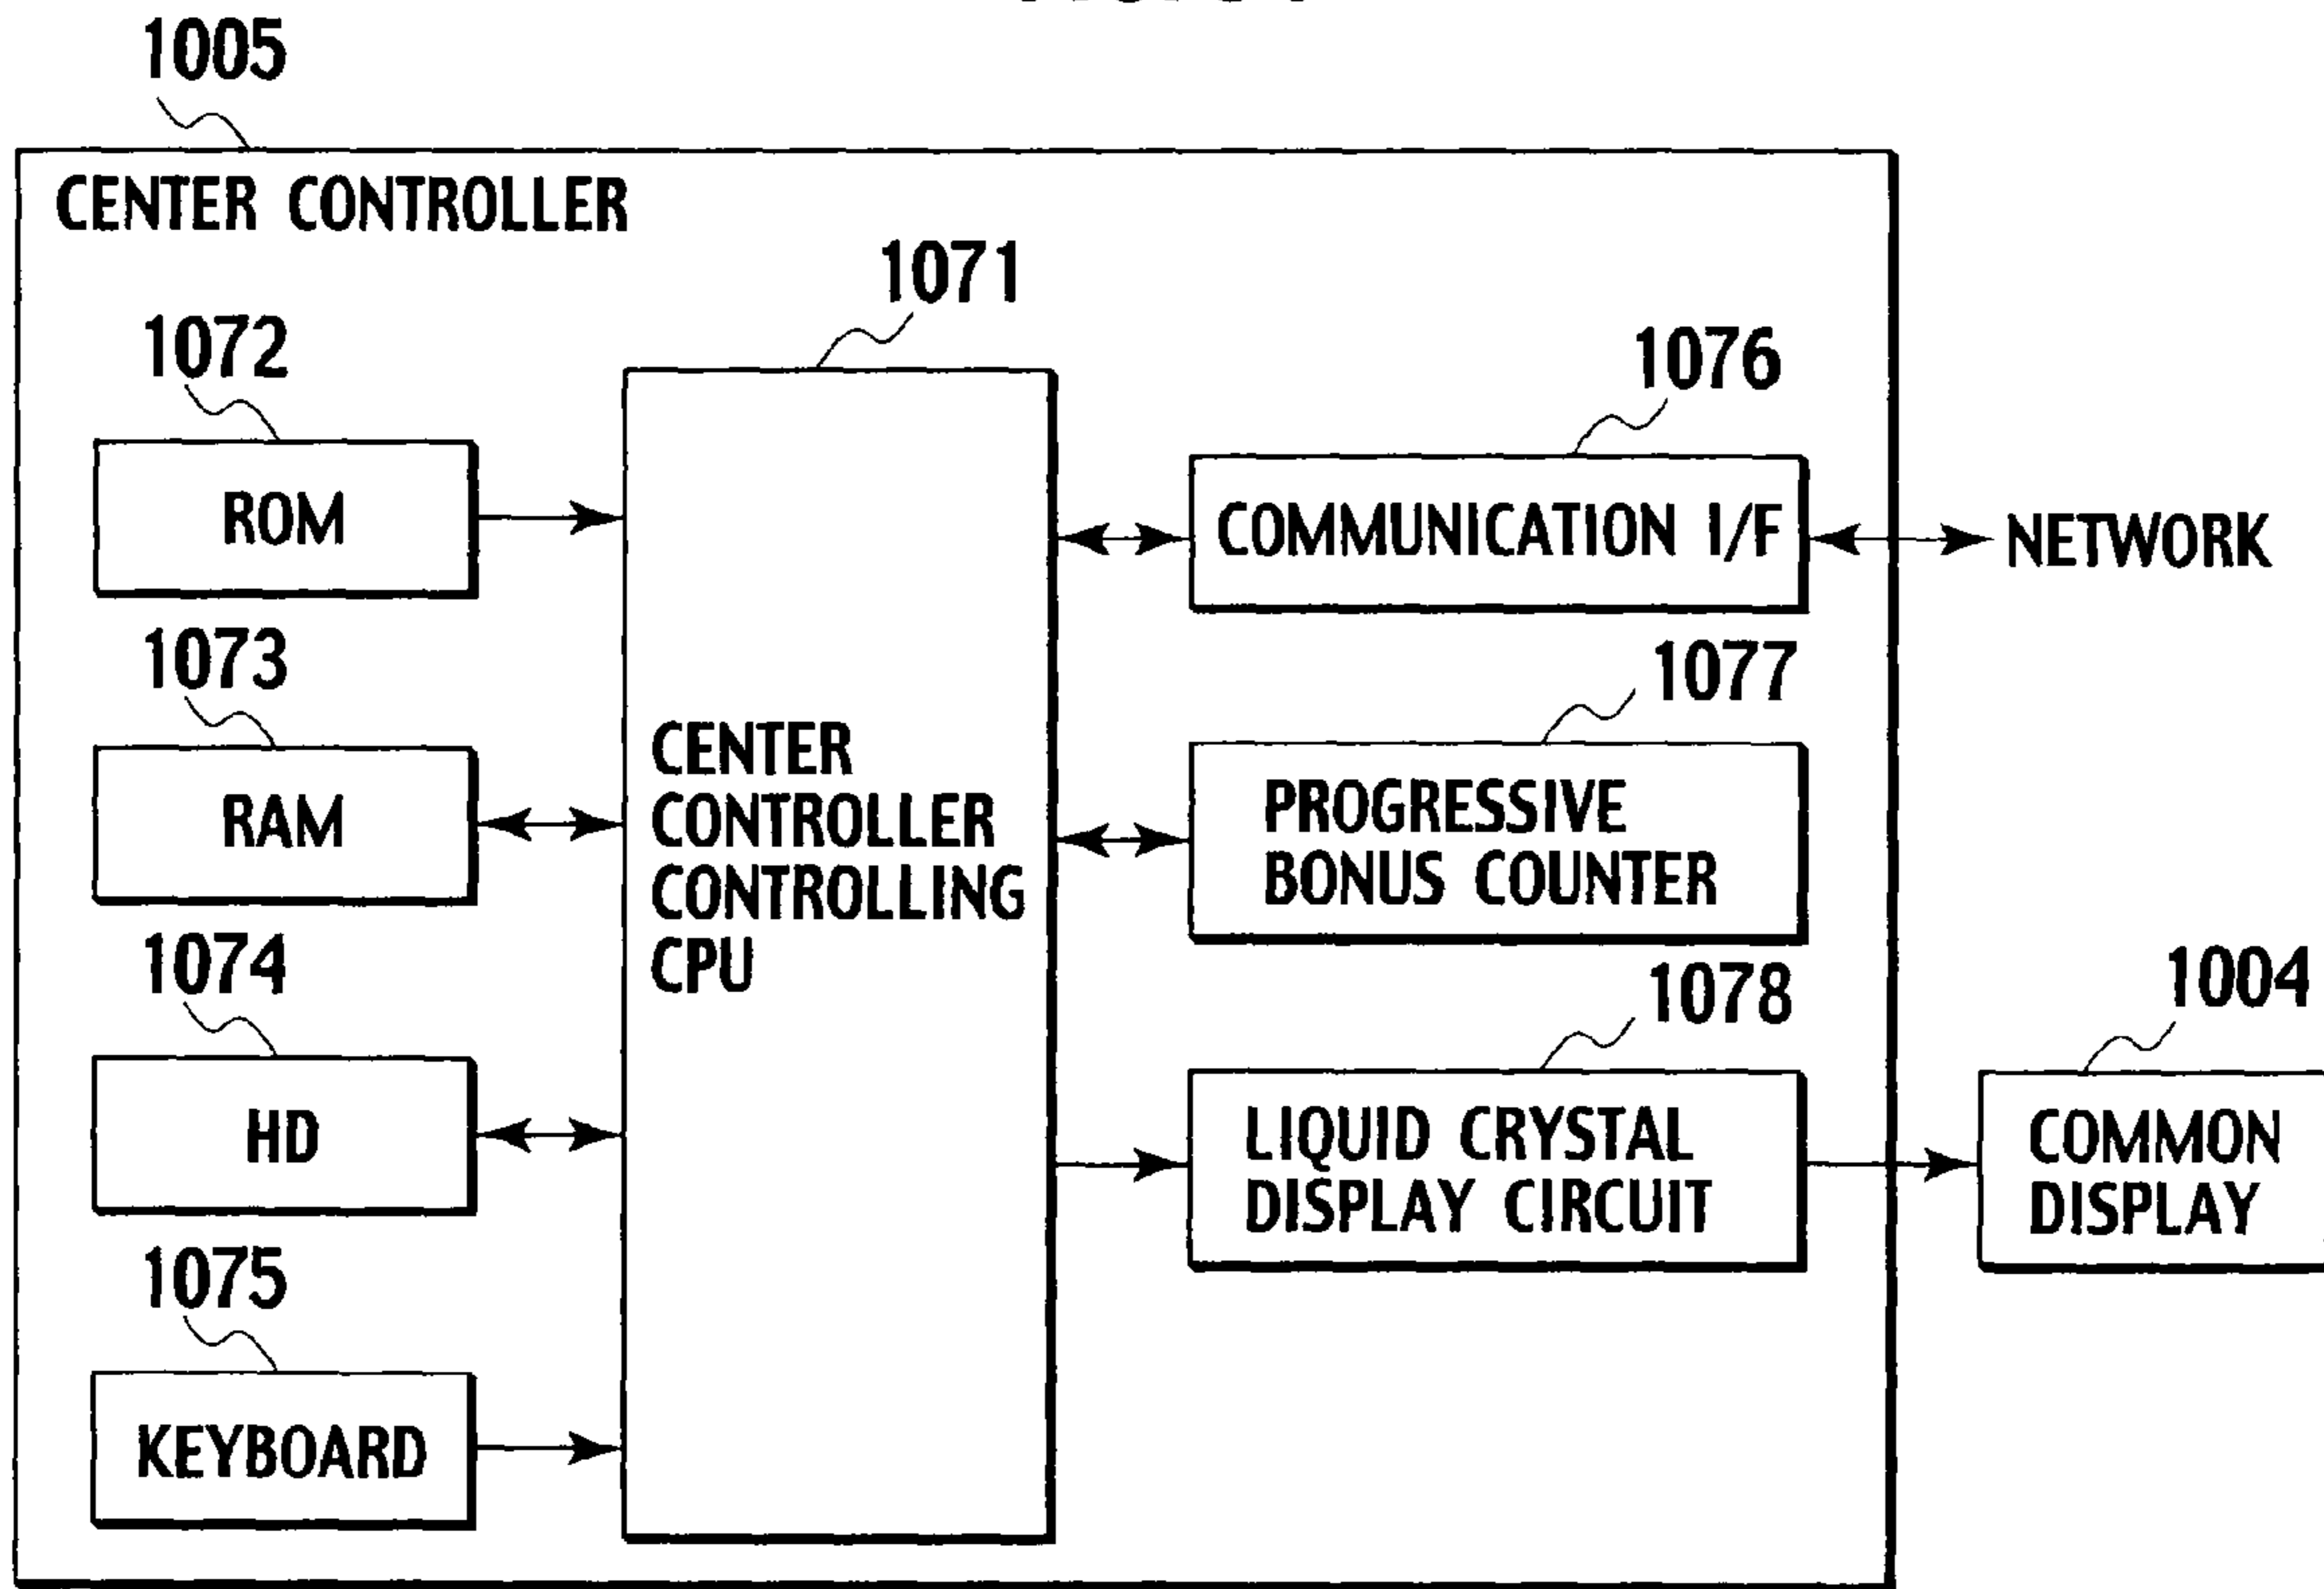 1005
CENTER CONTROLLER
1071
1072
ROM
1073
RAM
1074
HD
1075
KEYBOARD
CENTER
CONTROLLER
CONTROLLING
CPU
1076
COMMUNICATION I/F
NETWORK
1077
PROGRESSIVE
BONUS COUNTER
1078
LIQUID CRYSTAL
DISPLAY CIRCUIT
1004
COMMON
DISPLAY